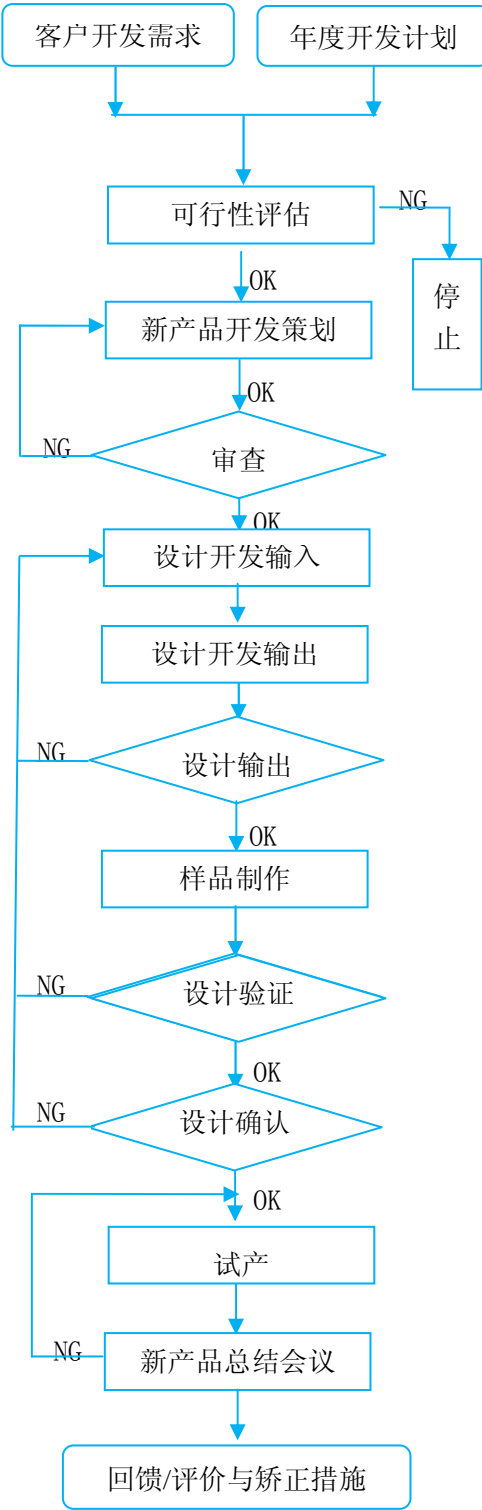 客户开发需求
年度开发计划
可行性评估
NG
停
止
OK
新产品开发策划
OK
NG
审查
OK
设计开发输入
设计开发输出
NG
设计输出
OK
样品制作
NG
设计验证
OK
NG
设计确认
OK
试产
NG
新产品总结会议
回馈/评价与矫正措施